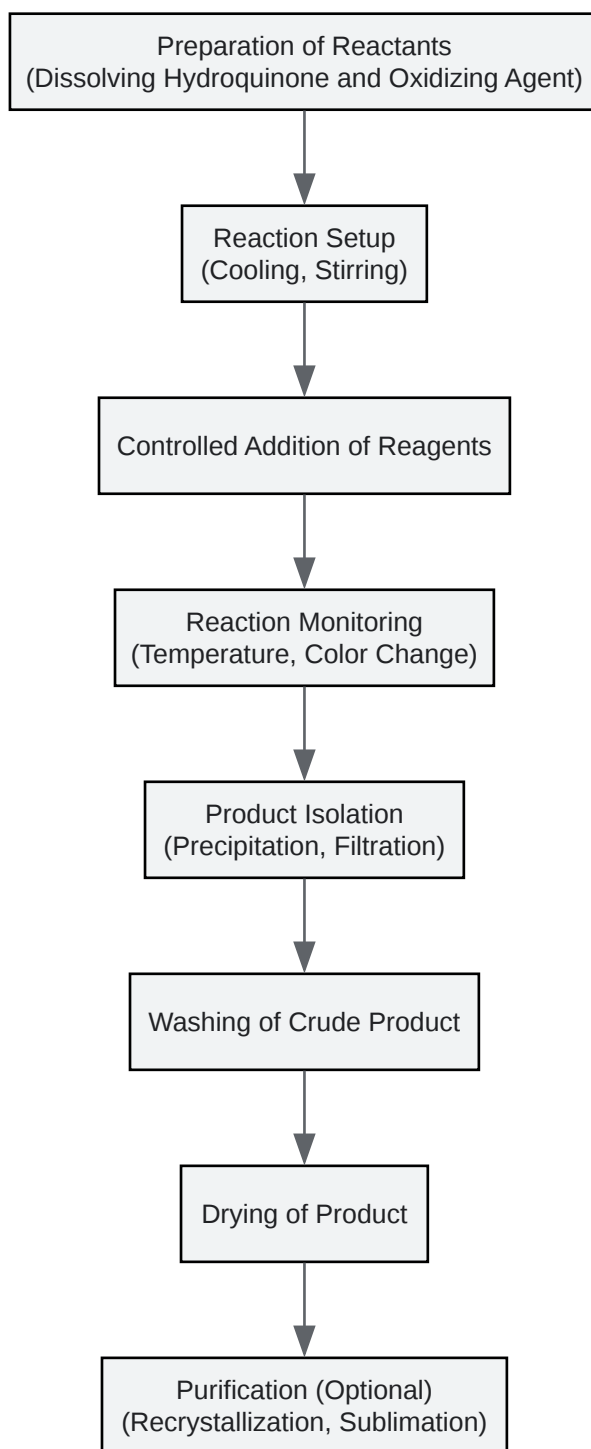 Preparation of Reactants
(Dissolving Hydroquinone and Oxidizing Agent)
Reaction Setup
(Cooling, Stirring)
Controlled Addition of Reagents
Reaction Monitoring
(Temperature, Color Change)
Product Isolation
(Precipitation, Filtration)
Washing of Crude Product
Drying of Product
Purification (Optional)
(Recrystallization, Sublimation)